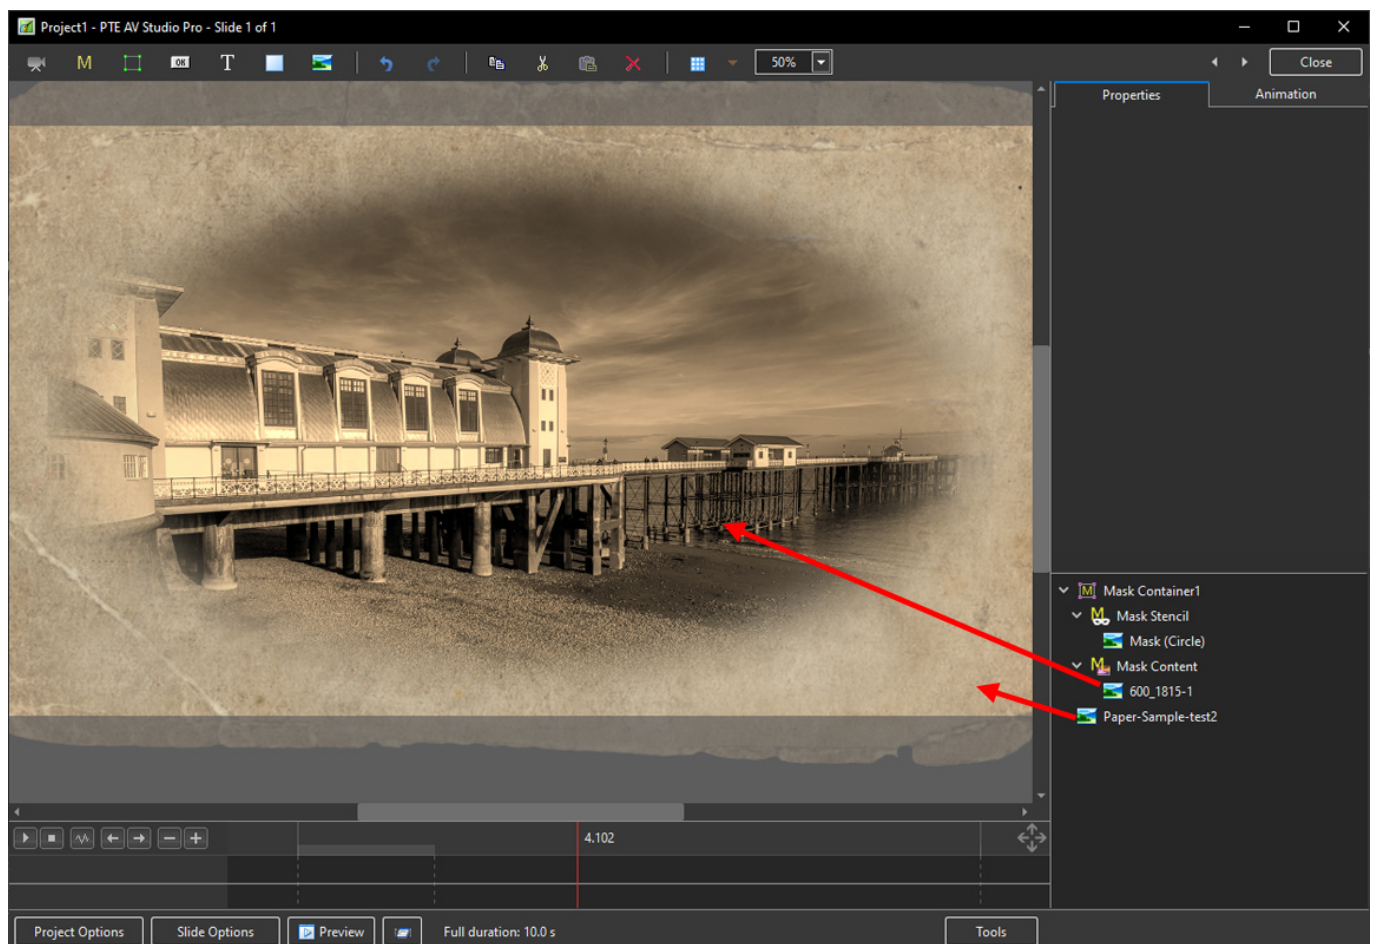 Project1 - PTE AV Studio Pro - Slide 1 of 1
M OK T 50% Close
Properties Animation
Mask Container1
Mask Stencil
Mask (Circle)
Mask Content
600_1815-1
Paper-Sample-test2
4.102
Project Options Slide Options Preview Full duration: 10.0 s Tools